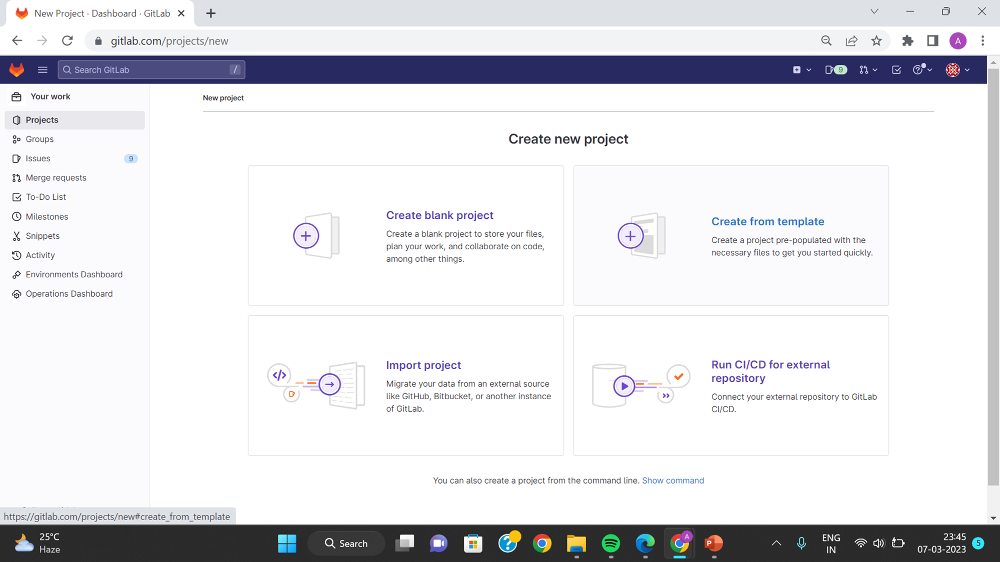 New Project · Dashboard · GitLab
gitlab.com/projects/new
A
Search GitLab
/
9
Your work
Projects
Groups
Issues
9
Merge requests
To-Do List
Milestones
Snippets
Activity
Environments Dashboard
Operations Dashboard
New project
Create new project
Create blank project
Create a blank project to store your files,
plan your work, and collaborate on code,
among other things.
Create from template
Create a project pre-populated with the
necessary files to get you started quickly.
Import project
Migrate your data from an external source
like GitHub, Bitbucket, or another instance
of GitLab.
Run CI/CD for external
repository
Connect your external repository to GitLab
CI/CD.
You can also create a project from the command line. Show command
https://gitlab.com/projects/new#create_from_template
25°C
Haze
Search
A
P
ENG
IN
23:45
07-03-2023
5